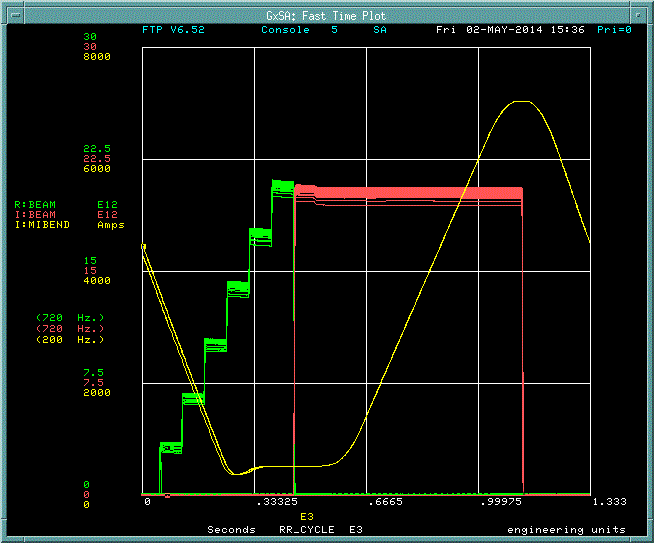 GxSA: Fast Time Plot
FTP V6.52 Console 5 SA Fri 02-MAY-2014 15:36 Pri=0
30
30
8000
22.5
22.5
6000
R:BEAM E12
I:BEAM E12
I:MIBEND Amps
15
15
4000
(720 Hz.)
(720 Hz.)
(200 Hz.)
7.5
7.5
2000
0
0
0
0 .33325 .6665 .99975 1.333
E3
Seconds RR_CYCLE E3 engineering units